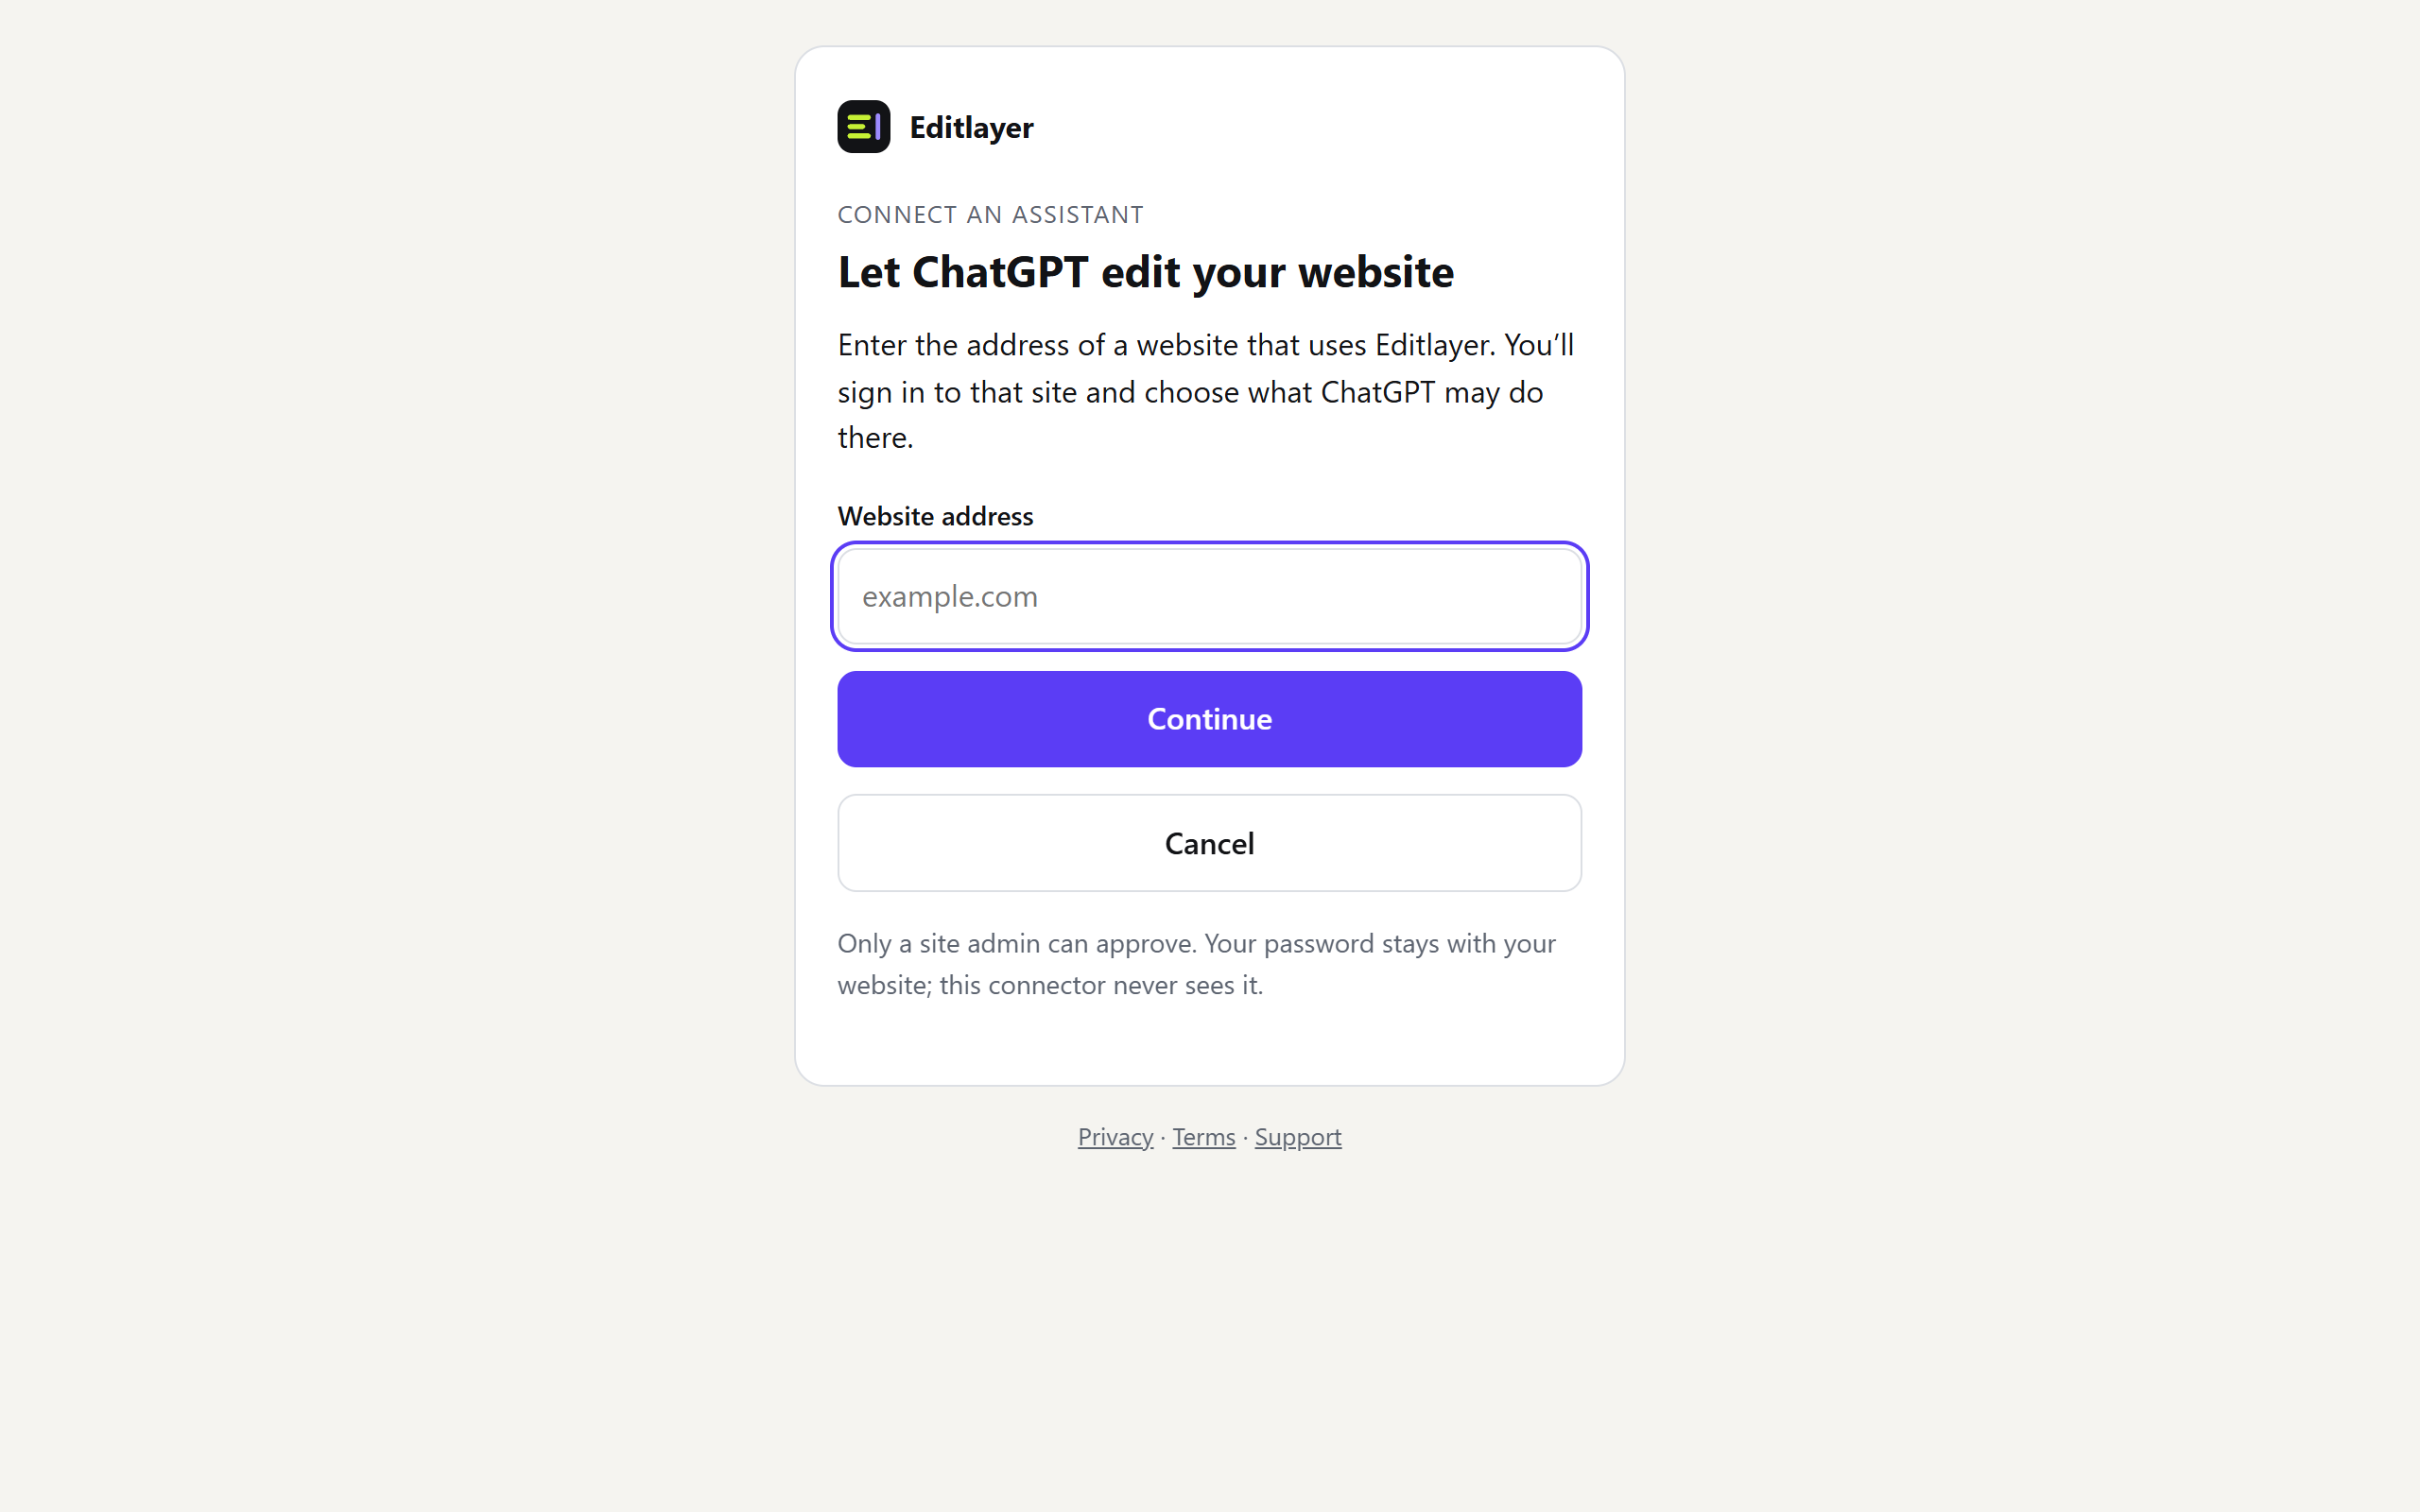 Editlayer
CONNECT AN ASSISTANT
Let ChatGPT edit your website
Enter the address of a website that uses Editlayer. You’ll
sign in to that site and choose what ChatGPT may do
there.
Website address
example.com
Continue
Cancel
Only a site admin can approve. Your password stays with your
website; this connector never sees it.
Privacy · Terms · Support